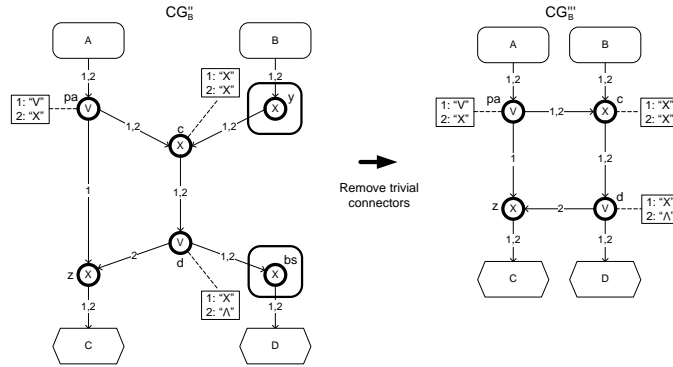 CG''B
A
B
1,2
1,2
pa
V
1: "V"
2: "X"
1: "X"
2: "X"
y
X
1,2
c
X
1,2
1
1,2
2
V
d
1,2
z
X
bs
X
1: "X"
2: "Λ"
1,2
1,2
C
D
Remove trivial
connectors
CG'''B
A
B
1,2
1,2
pa
V
1: "V"
2: "X"
1,2
c
X
1: "X"
2: "X"
1
1,2
z
X
2
V
d
1: "X"
2: "Λ"
1,2
1,2
C
D